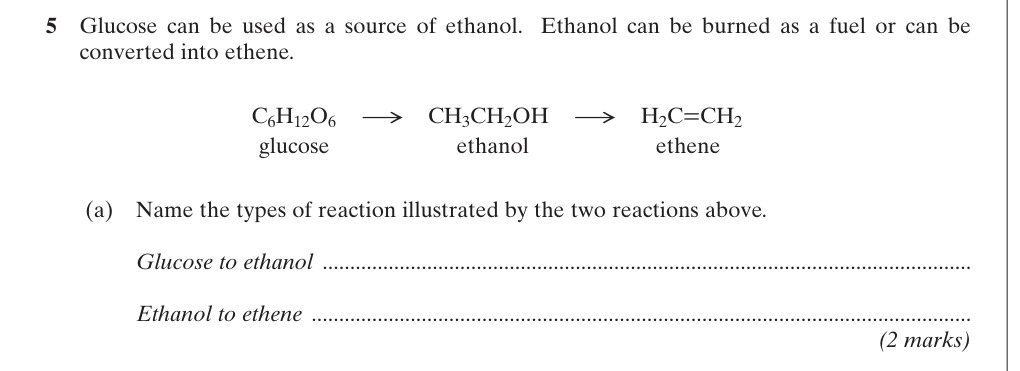 5 Glucose can be used as a source of ethanol. Ethanol can be burned as a fuel or can be
converted into ethene.
C₆H₁₂O₆ ⟶ CH₃CH₂OH ⟶ H₂C=CH₂
glucose ethanol ethene
(a) Name the types of reaction illustrated by the two reactions above.
Glucose to ethanol ........................................................................................................................
Ethanol to ethene ..........................................................................................................................
(2 marks)